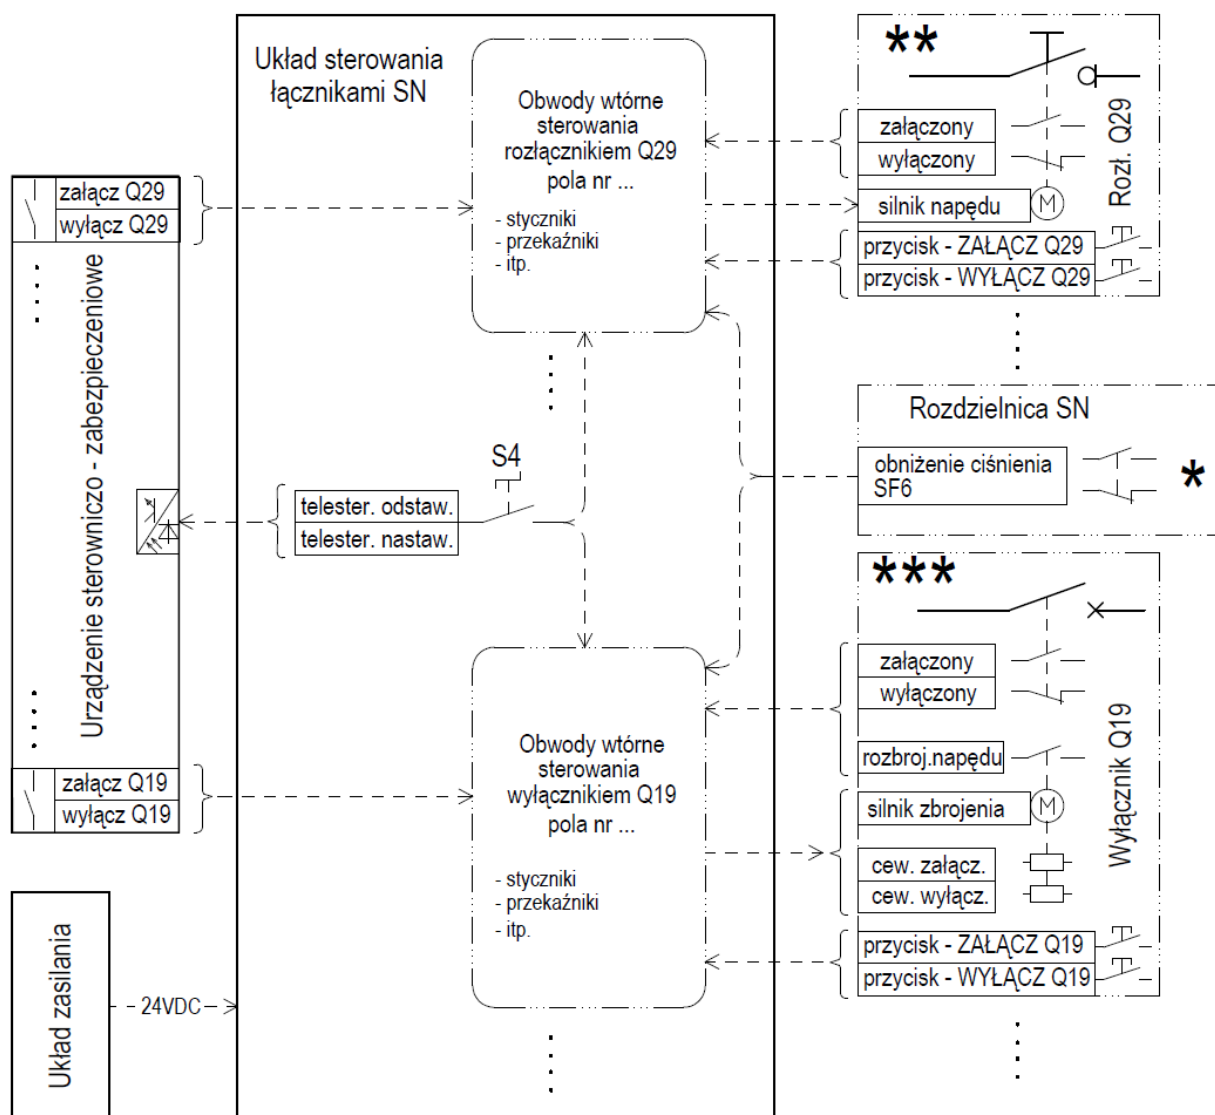 Układ sterowania
łącznikami SN
Obwody wtórne
sterowania
rozłącznikiem Q29
pola nr ...
- styczniki
- przekaźniki
- itp.
**
załączony
wyłączony
silnik napędu
M
przycisk - ZAŁĄCZ Q29
przycisk - WYŁĄCZ Q29
Rozł. Q29
załącz Q29
wyłącz Q29
Urządzenie sterowniczo - zabezpieczeniowe
załącz Q19
wyłącz Q19
S4
telester. odstaw.
telester. nastaw.
Rozdzielnica SN
obniżenie ciśnienia
SF6
*
***
załączony
wyłączony
rozbroj.napędu
silnik zbrojenia
M
cew. załącz.
cew. wyłącz.
przycisk - ZAŁĄCZ Q19
przycisk - WYŁĄCZ Q19
Wyłącznik Q19
Obwody wtórne
sterowania
wyłącznikiem Q19
pola nr ...
- styczniki
- przekaźniki
- itp.
Układ zasilania
24VDC